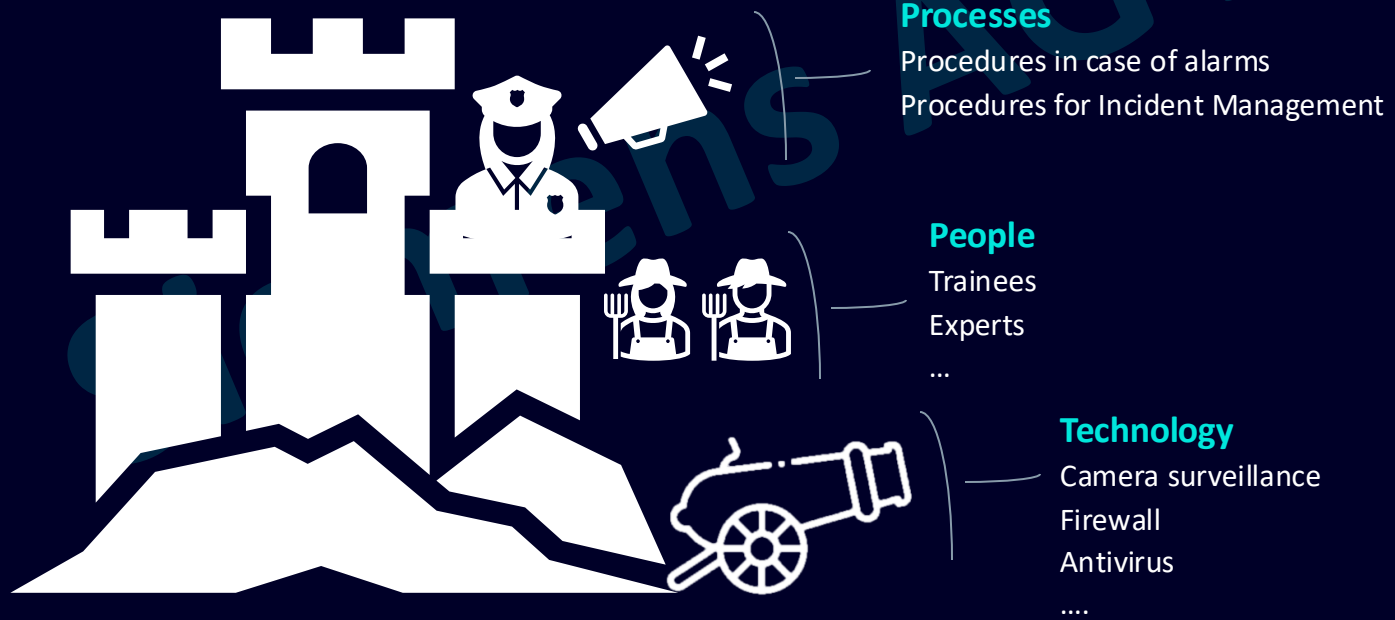 Processes
Procedures in case of alarms
Procedures for Incident Management
People
Trainees
Experts
...
Technology
Camera surveillance
Firewall
Antivirus
....